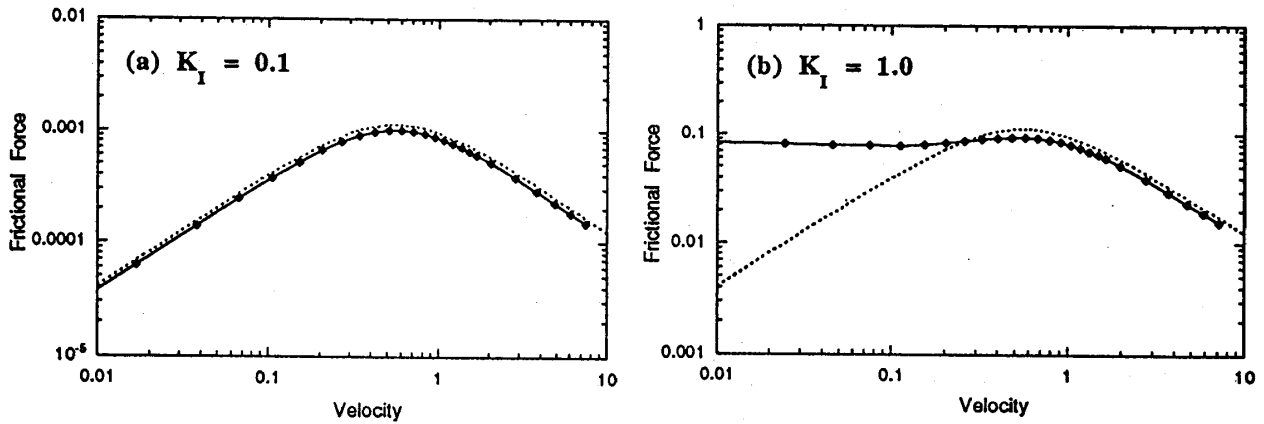 (a) K_I = 0.1
Frictional Force
0.01
0.001
0.0001
10^-5
0.01 0.1 1 10
Velocity
(b) K_I = 1.0
Frictional Force
1
0.1
0.01
0.001
0.01 0.1 1 10
Velocity